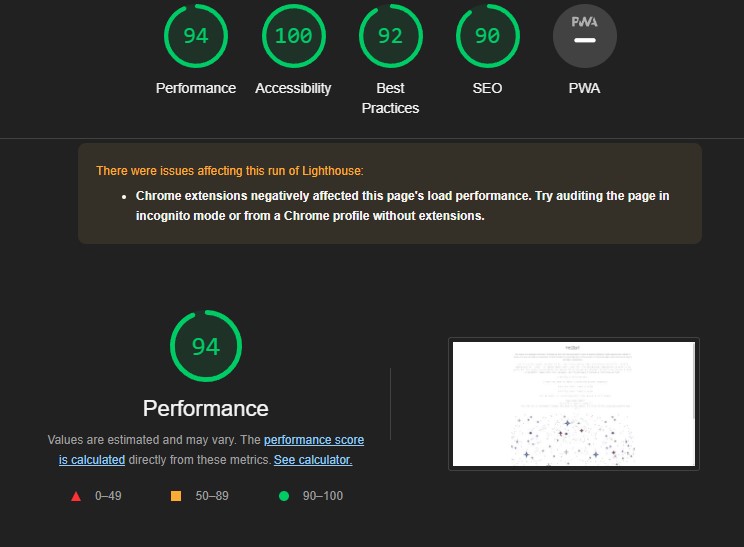 94
100
92
90
PWA
Performance
Accessibility
Best
Practices
SEO
PWA
There were issues affecting this run of Lighthouse:
• Chrome extensions negatively affected this page's load performance. Try auditing the page in
incognito mode or from a Chrome profile without extensions.
94
Performance
Values are estimated and may vary. The performance score
is calculated directly from these metrics. See calculator.
0–49
50–89
90–100